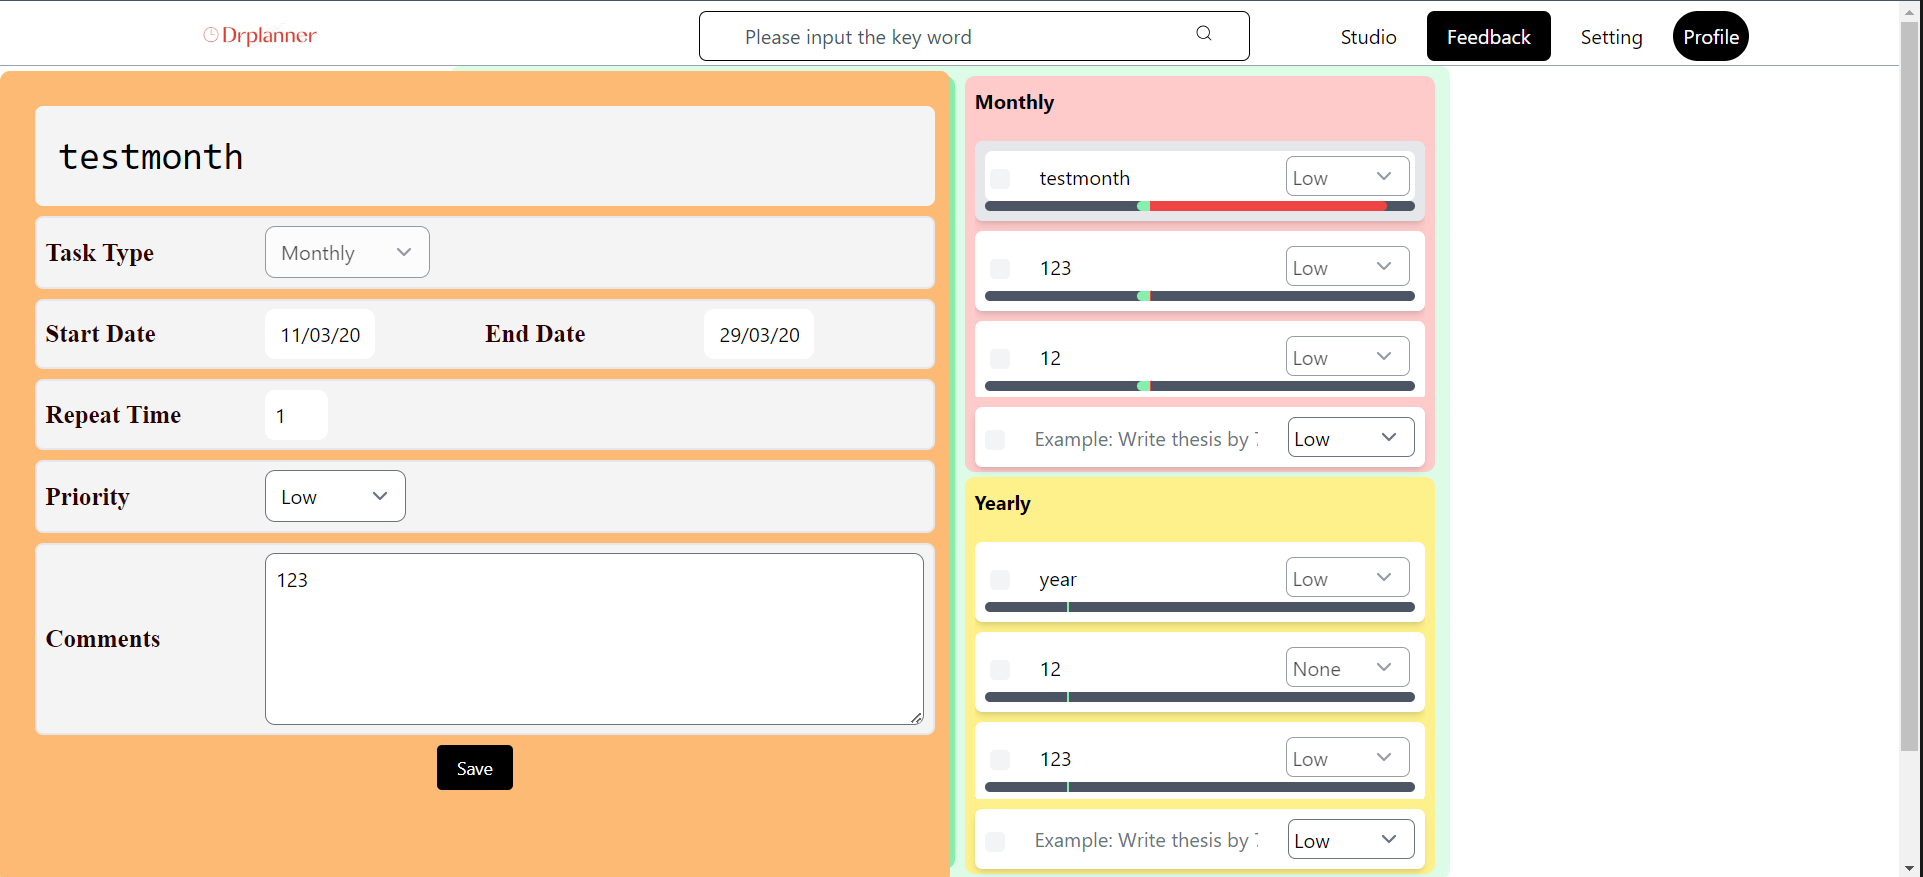 Drplanner
Please input the key word
Studio
Feedback
Setting
Profile
testmonth
Task Type
Monthly
Start Date
11/03/20
End Date
29/03/20
Repeat Time
1
Priority
Low
Comments
123
Save
Monthly
testmonth
Low
123
Low
12
Low
Example: Write thesis by
Low
Yearly
year
Low
12
None
123
Low
Example: Write thesis by
Low